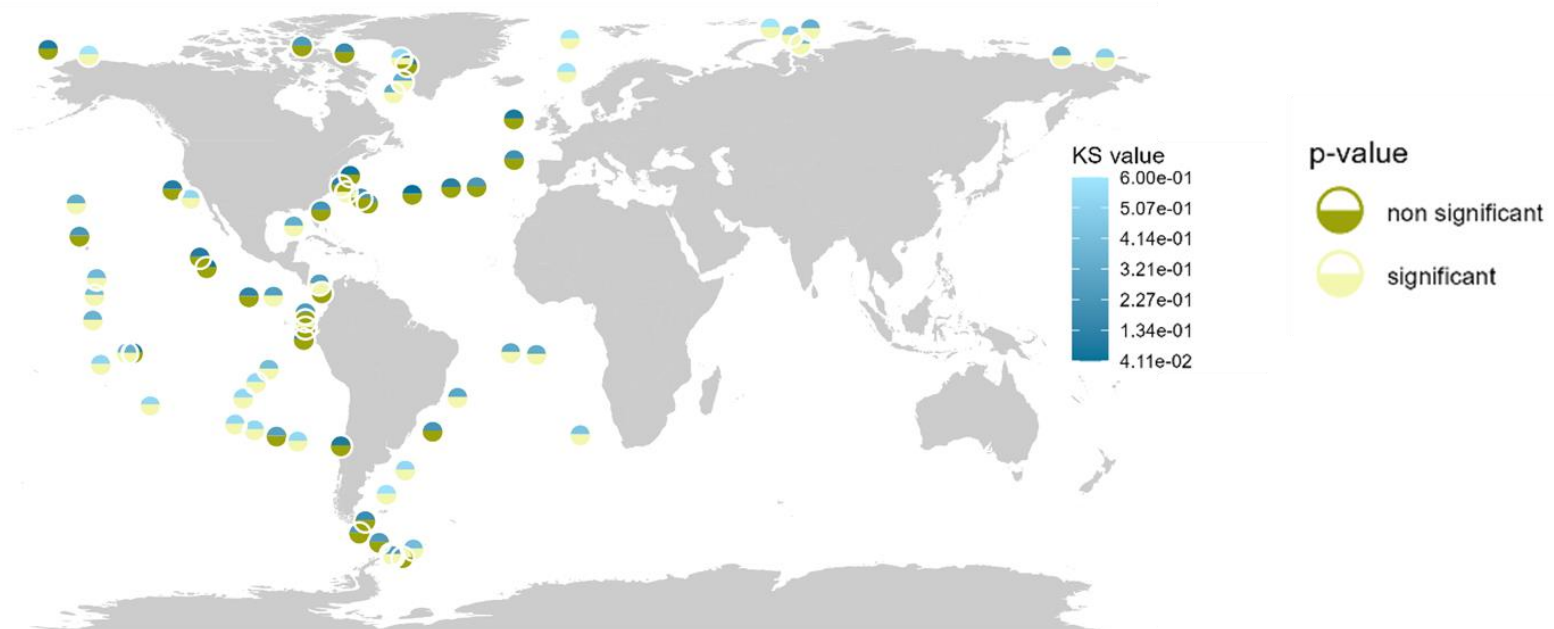 KS value
6.00e-01
5.07e-01
4.14e-01
3.21e-01
2.27e-01
1.34e-01
4.11e-02
p-value
non significant
significant